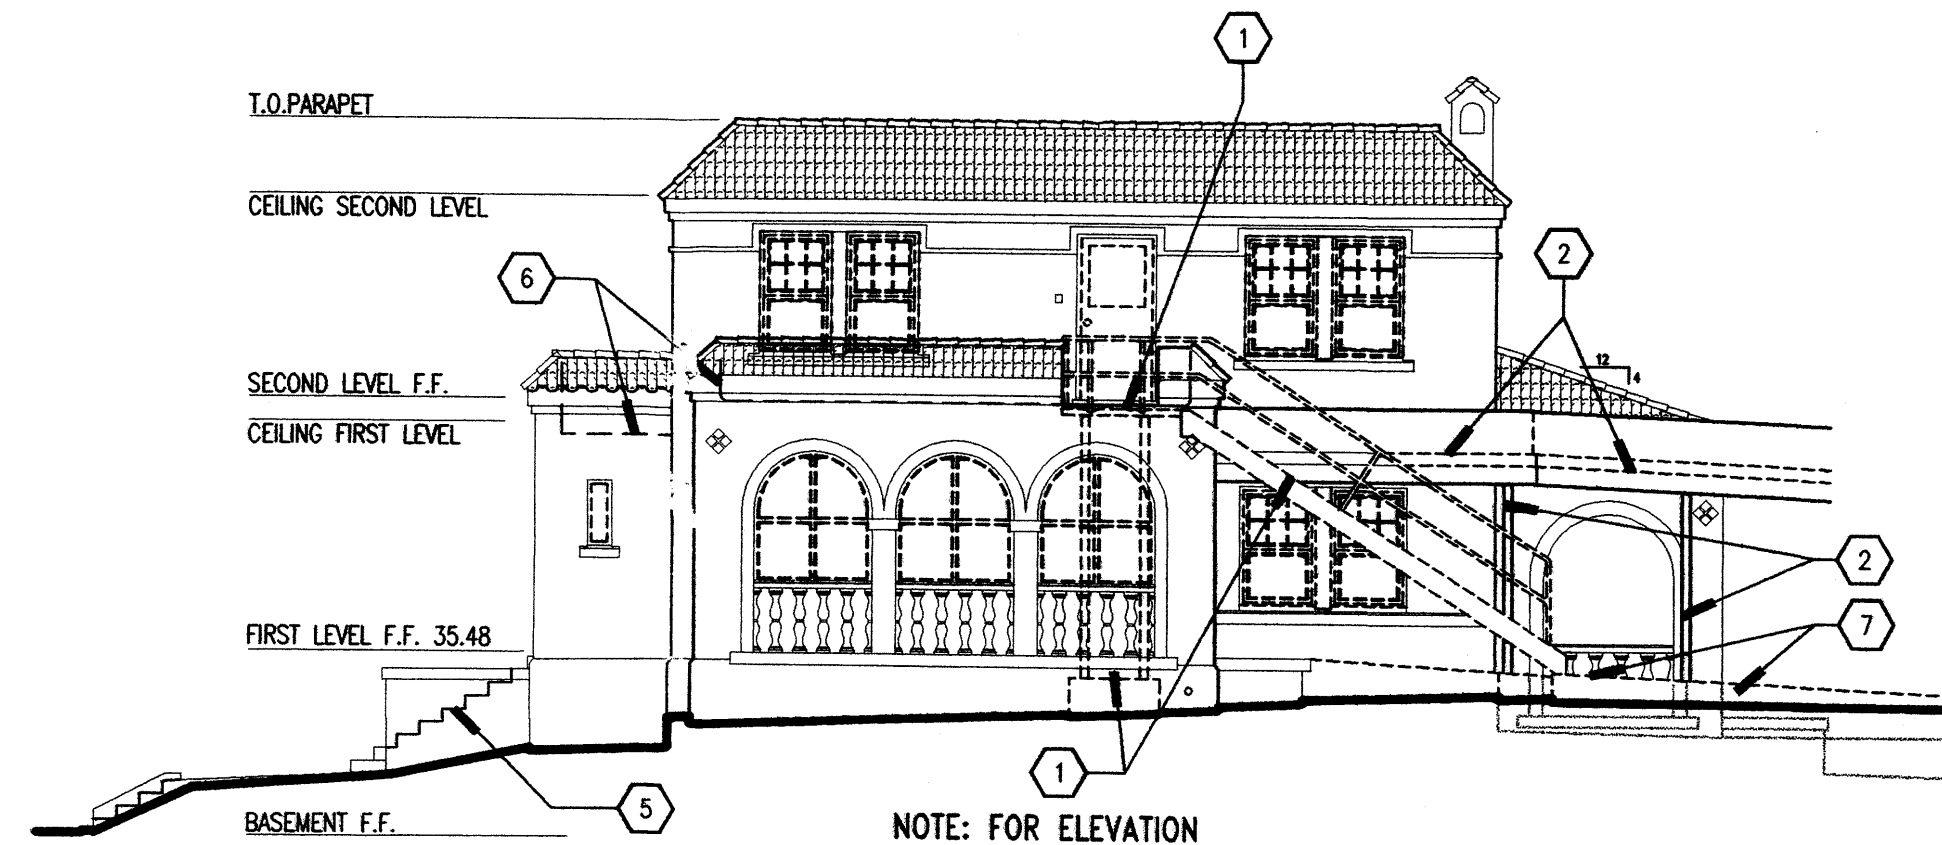 1
T.O.PARAPET
CEILING SECOND LEVEL
6
2
12
4
SECOND LEVEL F.F.
CEILING FIRST LEVEL
2
FIRST LEVEL F.F. 35.48
7
1
5
BASEMENT F.F.
NOTE: FOR ELEVATION